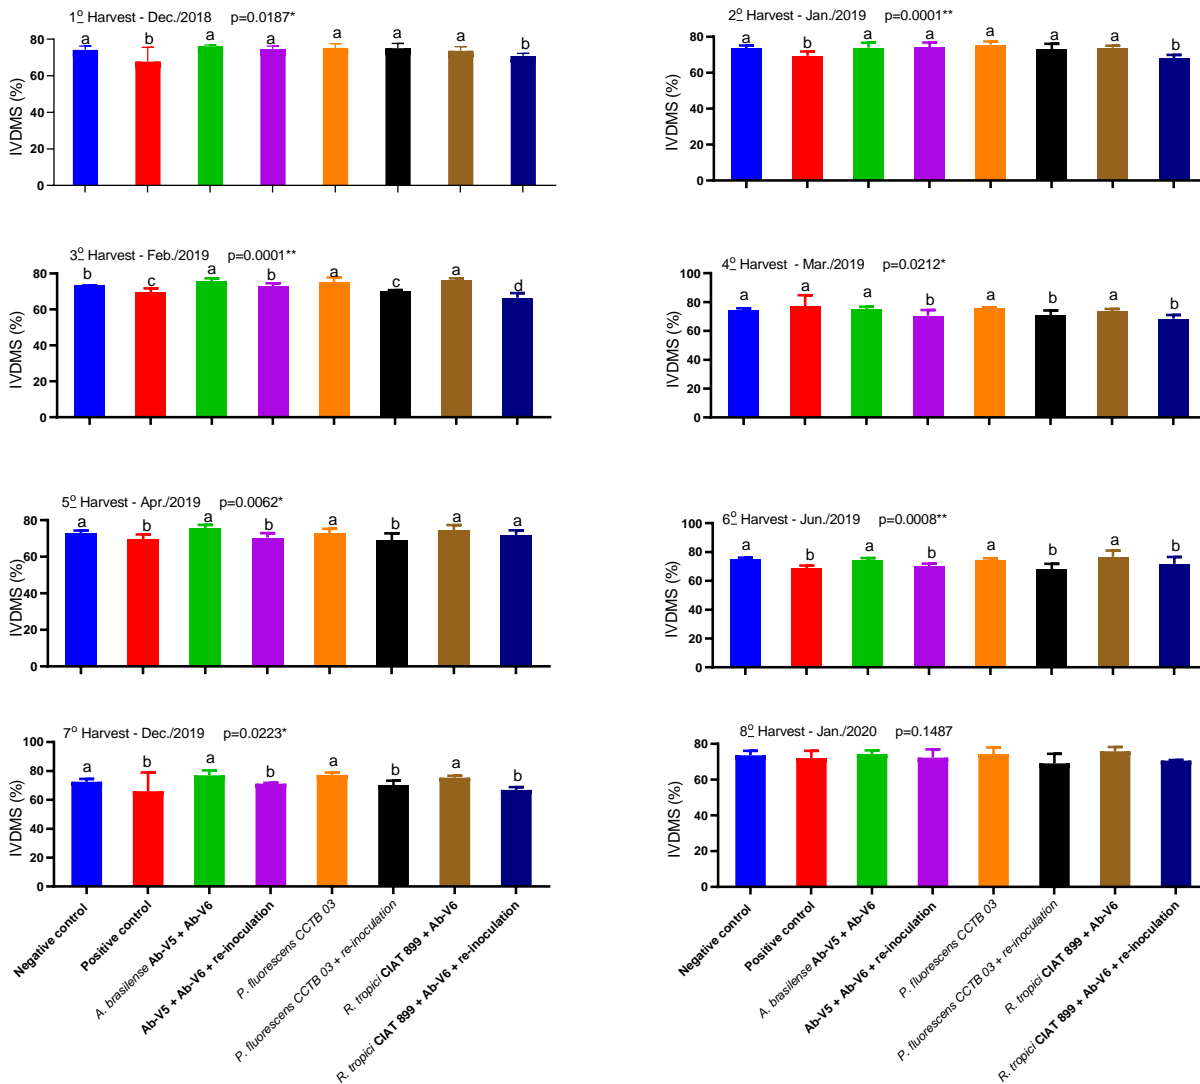 1º Harvest - Dec./2018 p=0.0187*
80
60
40
20
0
IVDMS (%)
a b a a a a a b
2º Harvest - Jan./2019 p=0.0001**
80
60
40
20
0
IVDMS (%)
a b a a a a a b
3º Harvest - Feb./2019 p=0.0001**
80
60
40
20
0
IVDMS (%)
b c a b a c a d
4º Harvest - Mar./2019 p=0.0212*
100
80
60
40
20
0
IVDMS (%)
a a a b a b a b
5º Harvest - Apr./2019 p=0.0062*
80
60
40
20
0
IVDMS (%)
a b a b a b a a
6º Harvest - Jun./2019 p=0.0008**
100
80
60
40
20
0
IVDMS (%)
a b a b a b a b
7º Harvest - Dec./2019 p=0.0223*
100
80
60
40
20
0
IVDMS (%)
a b a b a b a b
Negative control
Positive control
A. brasilense Ab-V5 + Ab-V6
Ab-V5 + Ab-V6 + re-inoculation
P. fluorescens CCTB 03
P. fluorescens CCTB 03 + re-inoculation
R. tropici CIAT 899 + Ab-V6
R. tropici CIAT 899 + Ab-V6 + re-inoculation
8º Harvest - Jan./2020 p=0.1487
80
60
40
20
0
IVDMS (%)
Negative control
Positive control
A. brasilense Ab-V5 + Ab-V6
Ab-V5 + Ab-V6 + re-inoculation
P. fluorescens CCTB 03
P. fluorescens CCTB 03 + re-inoculation
R. tropici CIAT 899 + Ab-V6
R. tropici CIAT 899 + Ab-V6 + re-inoculation